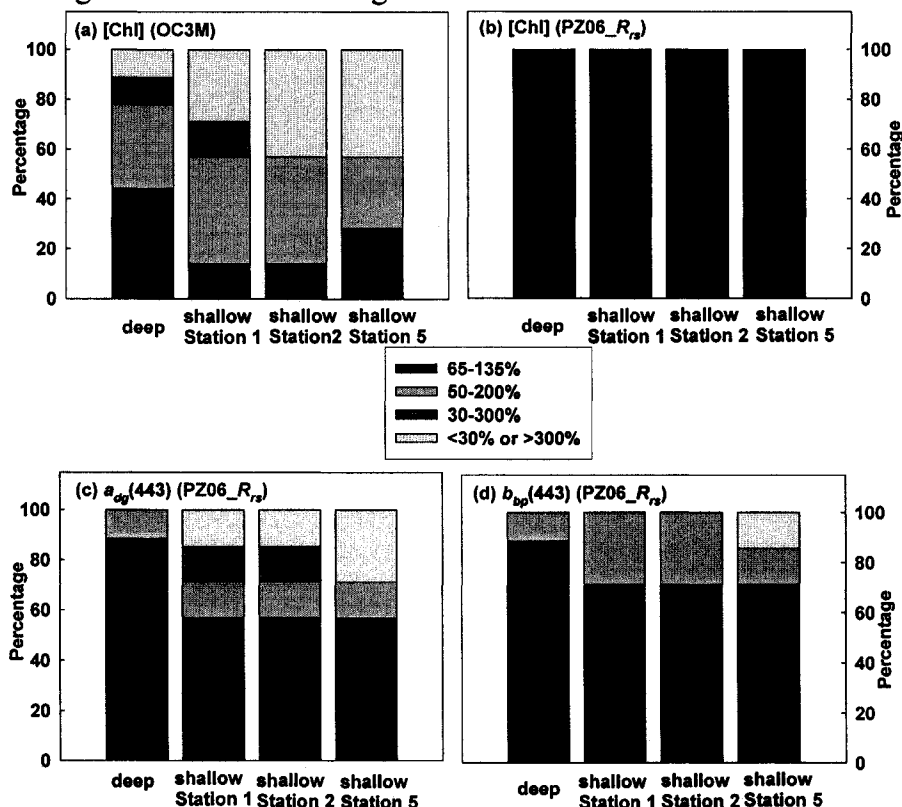 (a) [Chl] (OC3M)
(b) [Chl] (PZ06_Rrs)
100
80
60
40
20
0
Percentage
100
80
60
40
20
0
Percentage
deep
shallow Station 1
shallow Station2
shallow Station 5
deep
shallow Station 1
shallow Station 2
shallow Station 5
65-135%
50-200%
30-300%
<30% or >300%
(c) adg(443) (PZ06_Rrs)
(d) bbp(443) (PZ06_Rrs)
100
80
60
40
20
0
Percentage
100
80
60
40
20
0
Percentage
deep
shallow Station 1
shallow Station 2
shallow Station 5
deep
shallow Station 1
shallow Station 2
shallow Station 5